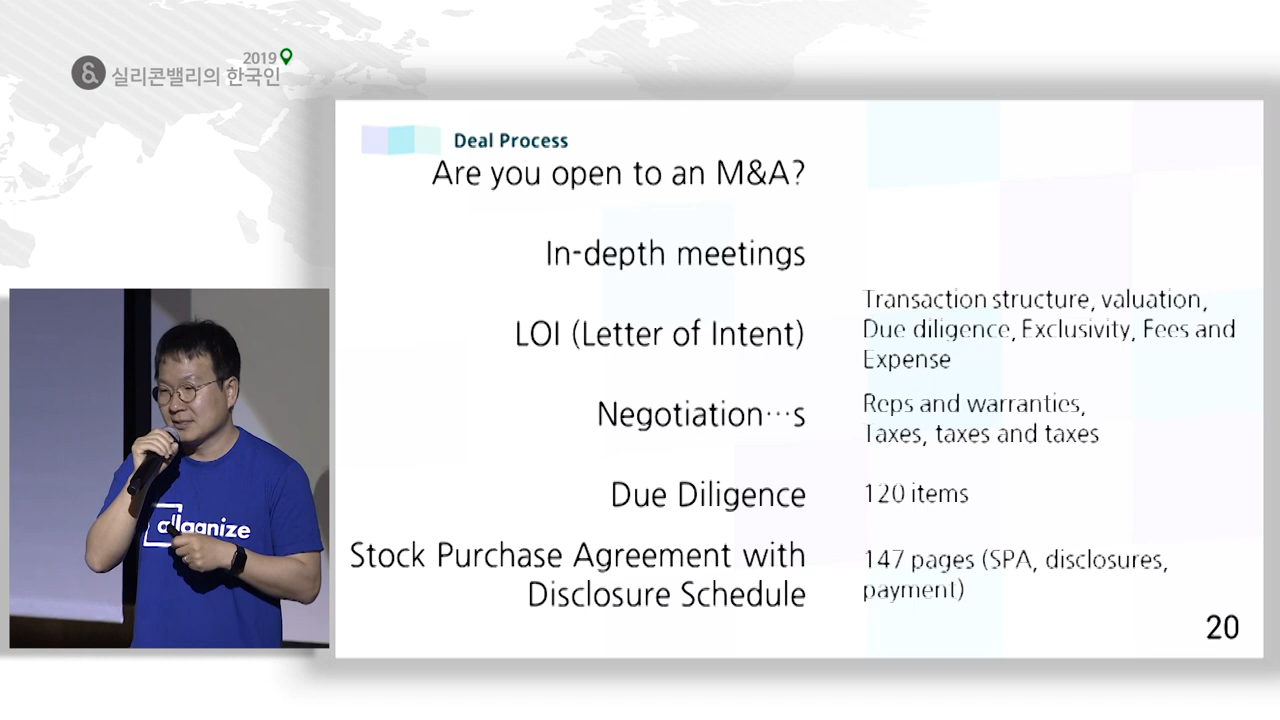 2019
& 실리콘밸리의 한국인
Deal Process
Are you open to an M&A?
In-depth meetings
LOI (Letter of Intent)
Transaction structure, valuation,
Due diligence, Exclusivity, Fees and
Expense
Negotiation…s
Reps and warranties,
Taxes, taxes and taxes
Due Diligence
120 items
Stock Purchase Agreement with
Disclosure Schedule
147 pages (SPA, disclosures,
payment)
20
allganize